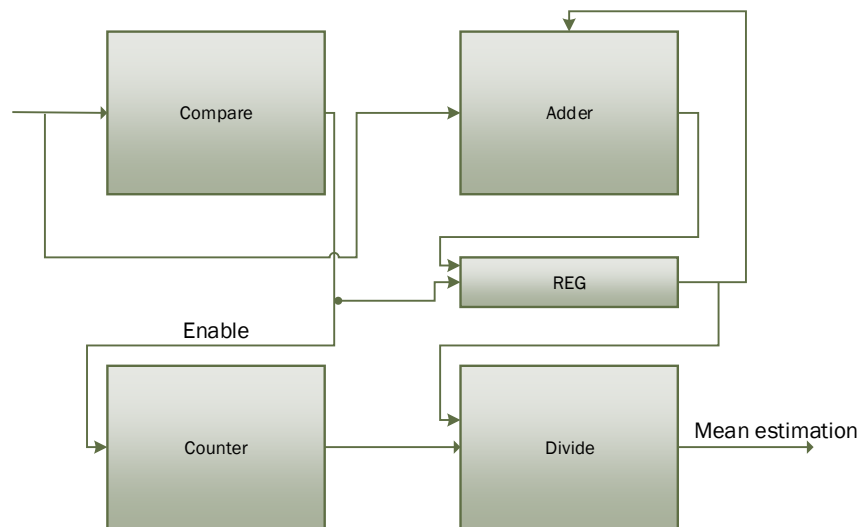 Compare
Adder
REG
Enable
Counter
Divide
Mean estimation